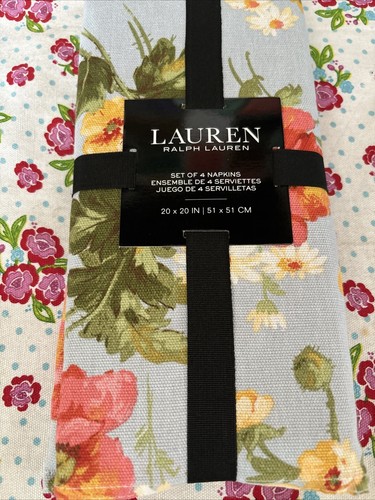 LAUREN
RALPH LAUREN
SET OF 4 NAPKINS
ENSEMBLE DE 4 SERVIETTES
JUEGO DE 4 SERVILLETAS
20 x 20 IN | 51 x 51 CM